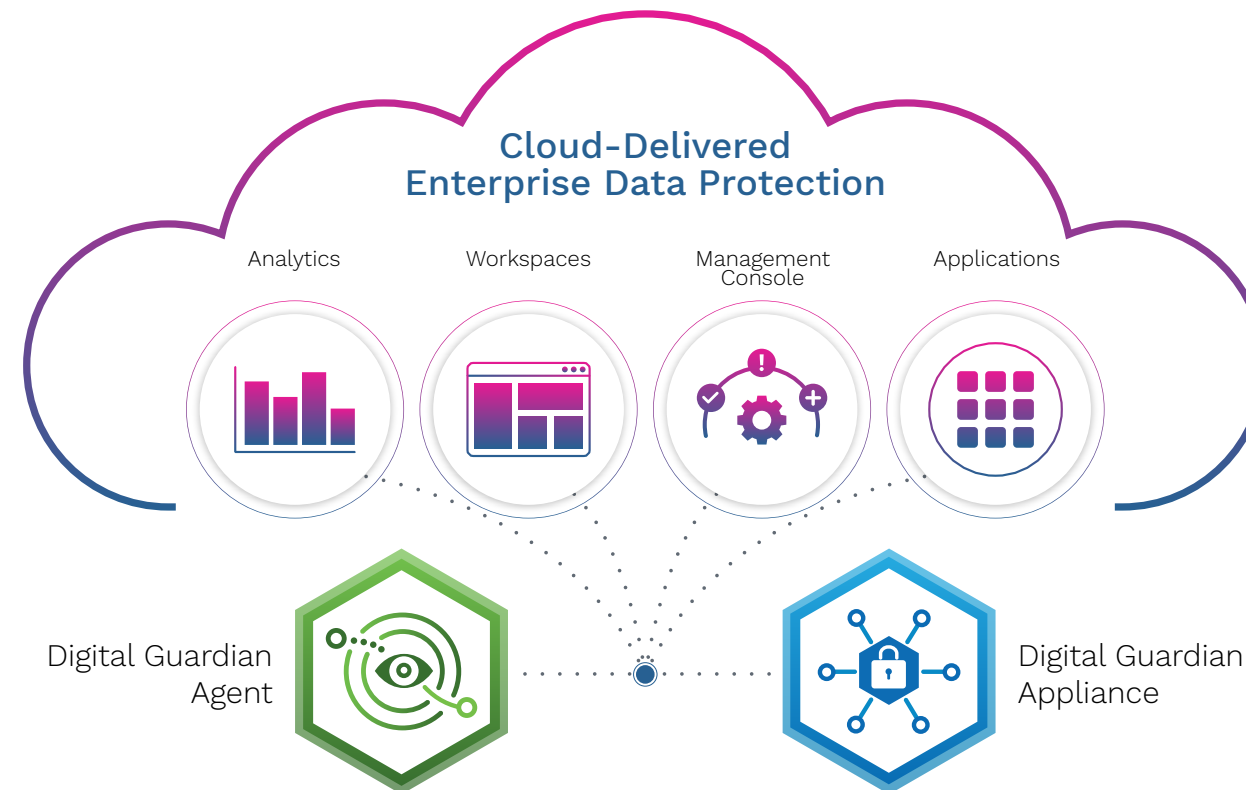 Cloud-Delivered
Enterprise Data Protection
Analytics
Workspaces
Management
Console
Applications
Digital Guardian
Agent
Digital Guardian
Appliance